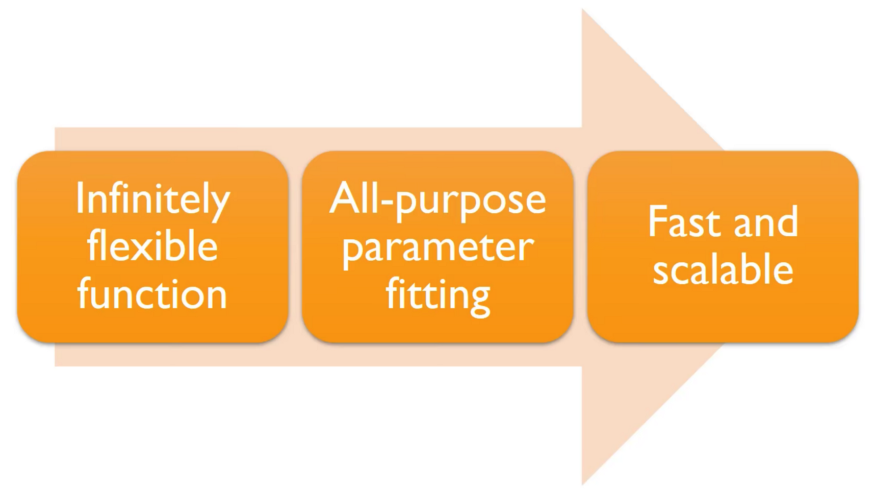 Infinitely
flexible
function
All-purpose
parameter
fitting
Fast and
scalable